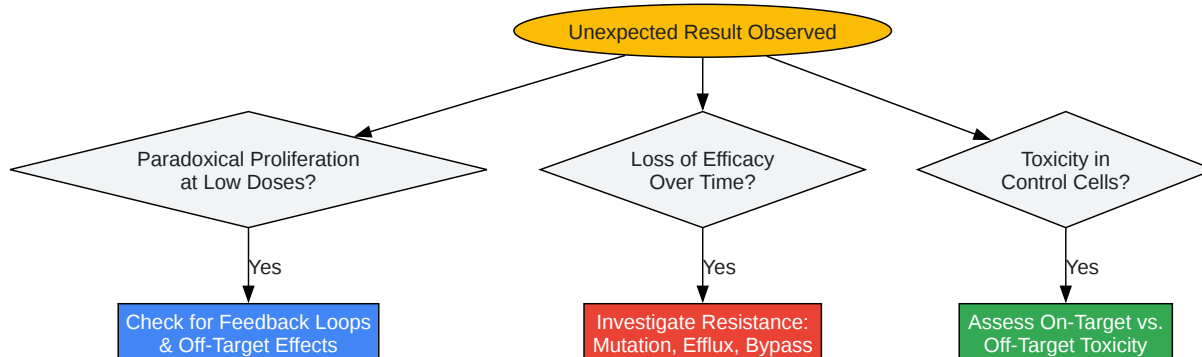 Unexpected Result Observed
Paradoxical Proliferation
at Low Doses?
Loss of Efficacy
Over Time?
Toxicity in
Control Cells?
Yes
Yes
Yes
Check for Feedback Loops
& Off-Target Effects
Investigate Resistance:
Mutation, Efflux, Bypass
Assess On-Target vs.
Off-Target Toxicity